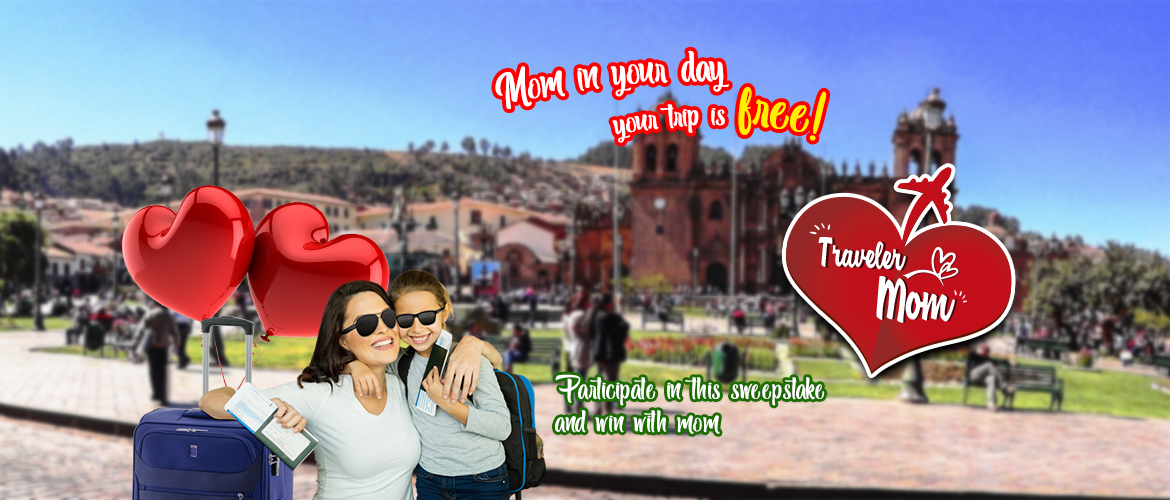 Mom in your day
your trip is free!
Traveler
Mom
Participate in this sweepstake
and win with mom